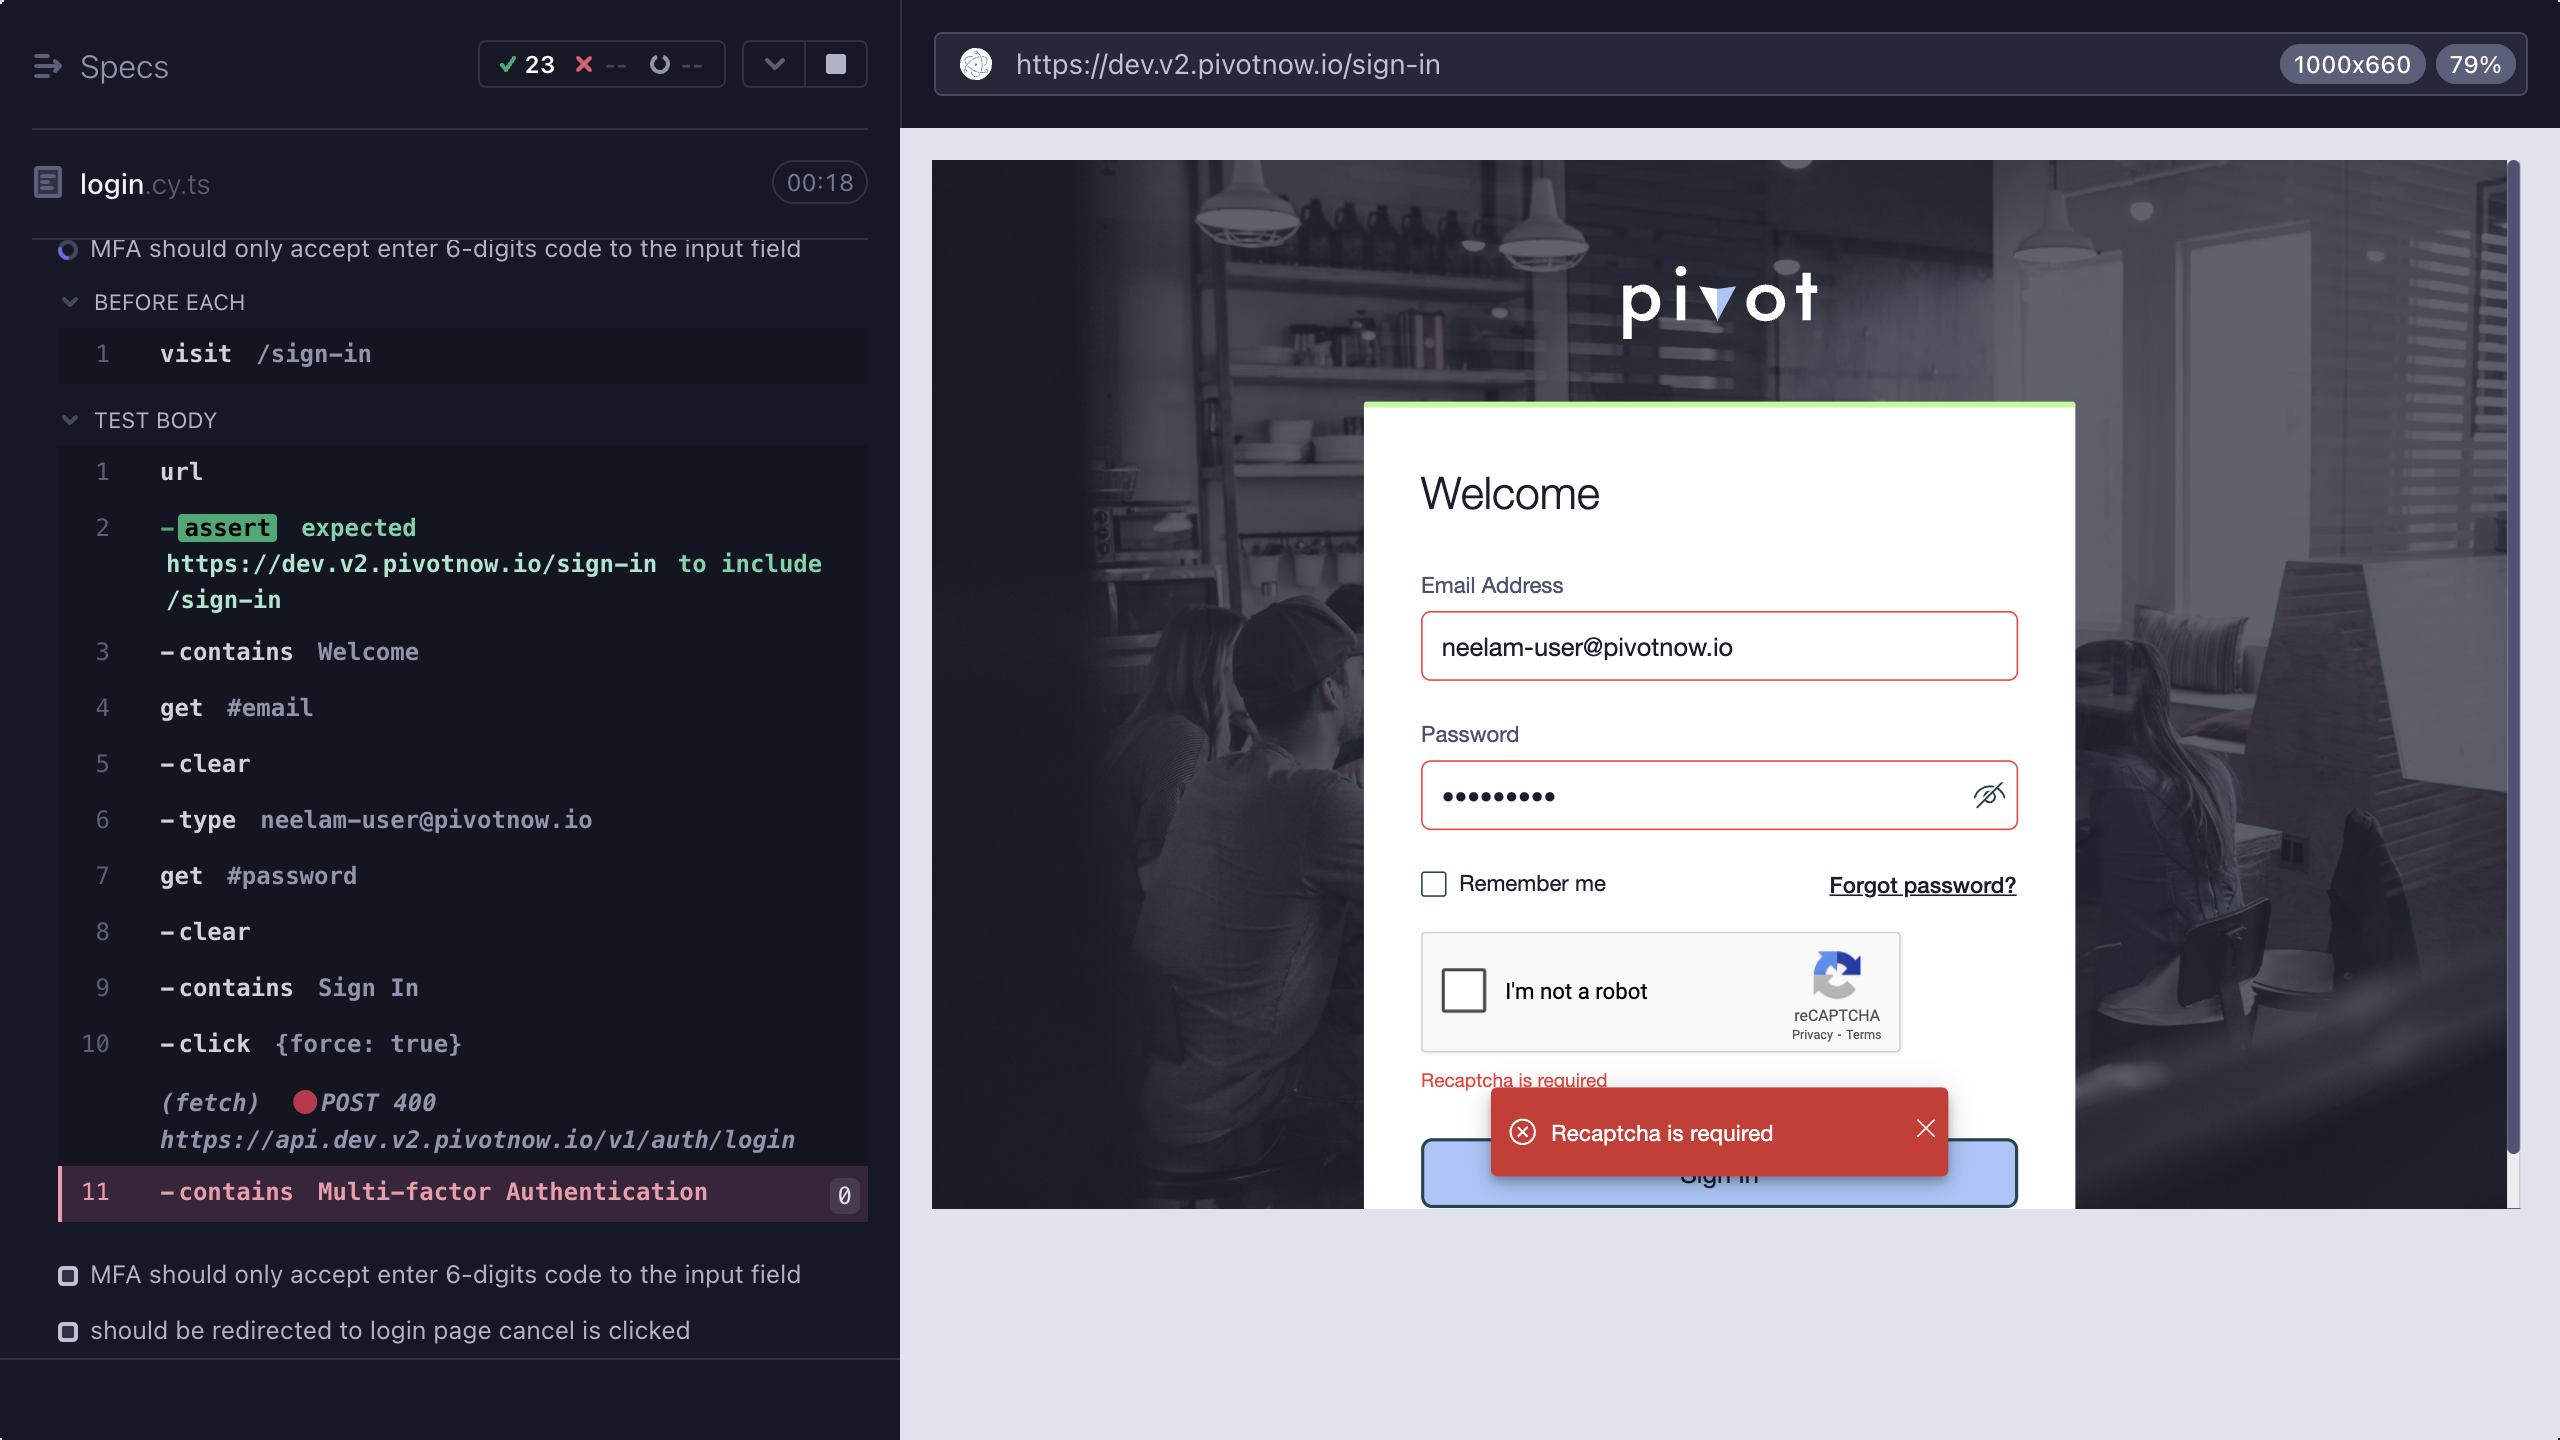 Specs
23 -- --
login.cy.ts
00:18
MFA should only accept enter 6-digits code to the input field
BEFORE EACH
1 visit /sign-in
TEST BODY
1 url
2 -assert expected
https://dev.v2.pivotnow.io/sign-in to include
/sign-in
3 -contains Welcome
4 get #email
5 -clear
6 -type neelam-user@pivotnow.io
7 get #password
8 -clear
9 -contains Sign In
10 -click {force: true}
(fetch) POST 400
https://api.dev.v2.pivotnow.io/v1/auth/login
11 -contains Multi-factor Authentication 0
MFA should only accept enter 6-digits code to the input field
should be redirected to login page cancel is clicked
https://dev.v2.pivotnow.io/sign-in
1000x660 79%
pivot
Welcome
Email Address
neelam-user@pivotnow.io
Password
•••••••••
Remember me
Forgot password?
I'm not a robot
reCAPTCHA
Privacy - Terms
Recaptcha is required
Recaptcha is required
Sign In